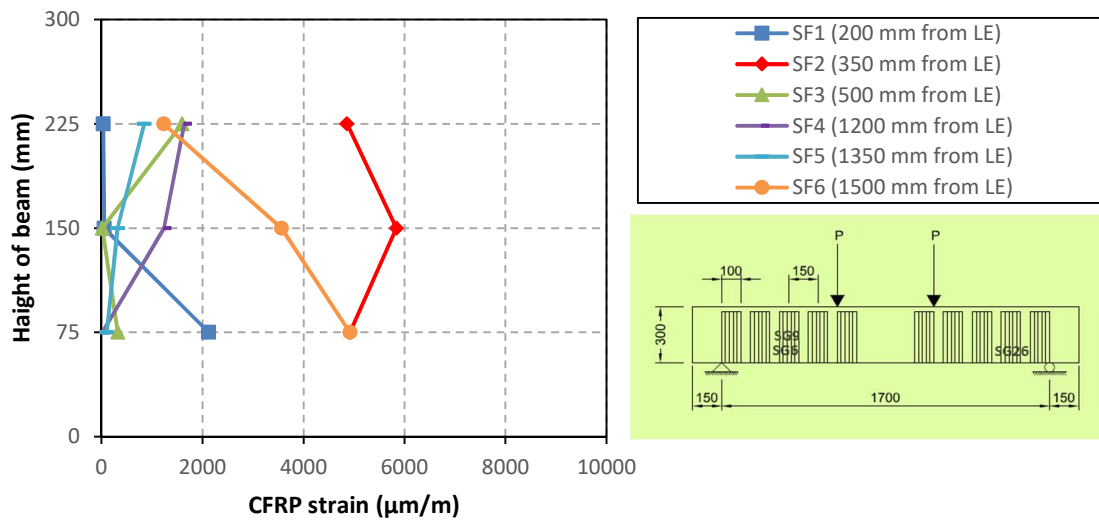 Haight of beam (mm)
300
225
150
75
0
0 2000 4000 6000 8000 10000
CFRP strain (µm/m)
SF1 (200 mm from LE)
SF2 (350 mm from LE)
SF3 (500 mm from LE)
SF4 (1200 mm from LE)
SF5 (1350 mm from LE)
SF6 (1500 mm from LE)
P P
100 150
300
SG9
SG6 SG26
150 1700 150